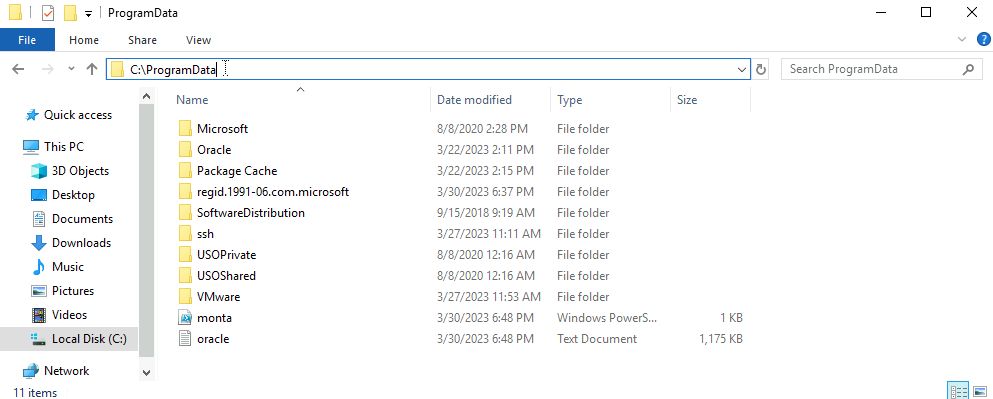 ProgramData
File Home Share View
C:\ProgramData Search ProgramData
Name Date modified Type Size
Quick access
This PC
3D Objects
Desktop
Documents
Downloads
Music
Pictures
Videos
Local Disk (C:)
Network
Microsoft 8/8/2020 2:28 PM File folder
Oracle 3/22/2023 2:11 PM File folder
Package Cache 3/22/2023 2:15 PM File folder
regid.1991-06.com.microsoft 3/30/2023 6:37 PM File folder
SoftwareDistribution 9/15/2018 9:19 AM File folder
ssh 3/27/2023 11:11 AM File folder
USOPrivate 8/8/2020 12:16 AM File folder
USOShared 8/8/2020 12:16 AM File folder
VMware 3/27/2023 11:53 AM File folder
monta 3/30/2023 6:48 PM Windows PowerS... 1 KB
oracle 3/30/2023 6:48 PM Text Document 1,175 KB
11 items